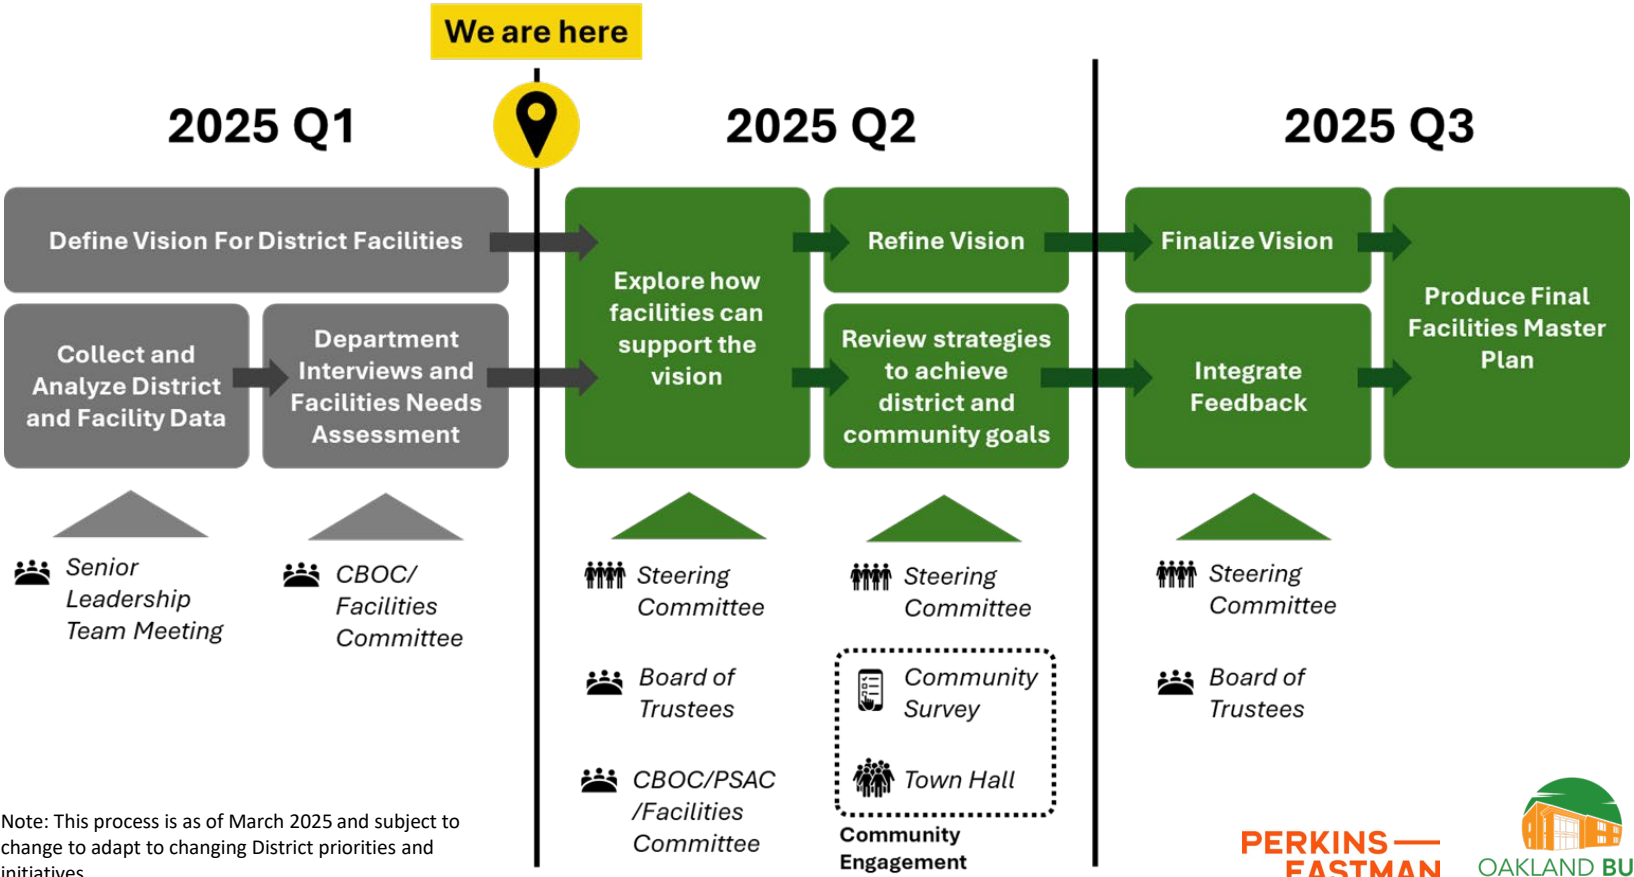 We are here
2025 Q1
2025 Q2
2025 Q3
Define Vision For District Facilities
Collect and
Analyze District
and Facility Data
Department
Interviews and
Facilities Needs
Assessment
Explore how
facilities can
support the
vision
Refine Vision
Review strategies
to achieve
district and
community goals
Finalize Vision
Integrate
Feedback
Produce Final
Facilities Master
Plan
Senior
Leadership
Team Meeting
CBOC/
Facilities
Committee
Steering
Committee
Board of
Trustees
CBOC/PSAC
/Facilities
Committee
Steering
Committee
Community
Survey
Town Hall
Community
Engagement
Steering
Committee
Board of
Trustees
Note: This process is as of March 2025 and subject to
change to adapt to changing District priorities and
initiatives
PERKINS
EASTMAN
OAKLAND BU